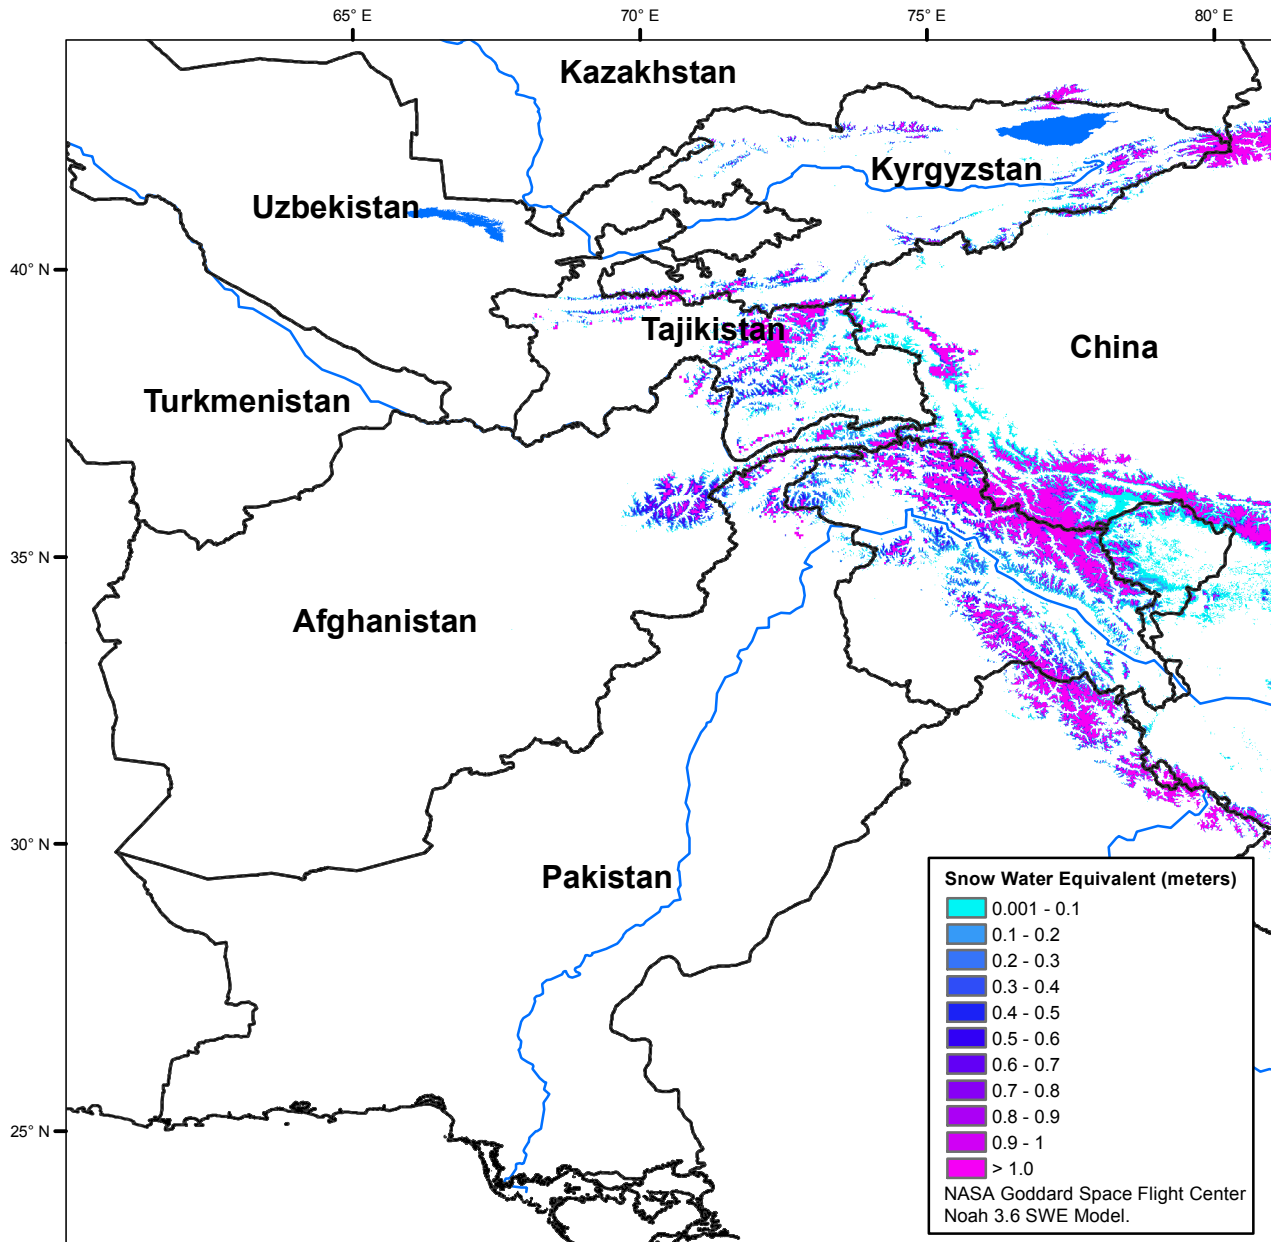 65° E
70° E
75° E
80° E
Kazakhstan
Kyrgyzstan
Uzbekistan
40° N
Tajikistan
China
Turkmenistan
35° N
Afghanistan
30° N
Pakistan
25° N
Snow Water Equivalent (meters)
0.001 - 0.1
0.1 - 0.2
0.2 - 0.3
0.3 - 0.4
0.4 - 0.5
0.5 - 0.6
0.6 - 0.7
0.7 - 0.8
0.8 - 0.9
0.9 - 1
> 1.0
NASA Goddard Space Flight Center
Noah 3.6 SWE Model.